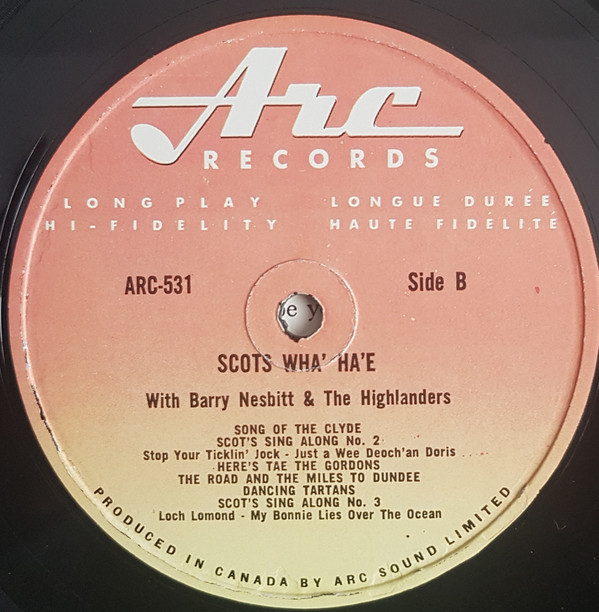 Arc
RECORDS
LONG PLAY LONGUE DURÉE
HI-FIDELITY HAUTE FIDÉLITÉ
ARC-531 Side B
e y
SCOTS WHA' HA'E
With Barry Nesbitt & The Highlanders
SONG OF THE CLYDE
SCOT'S SING ALONG No. 2
Stop Your Ticklin' Jock - Just a Wee Deoch'an Doris
HERE'S TAE THE GORDONS
THE ROAD AND THE MILES TO DUNDEE
DANCING TARTANS
SCOT'S SING ALONG No. 3
Loch Lomond - My Bonnie Lies Over The Ocean
PRODUCED IN CANADA BY ARC SOUND LIMITED